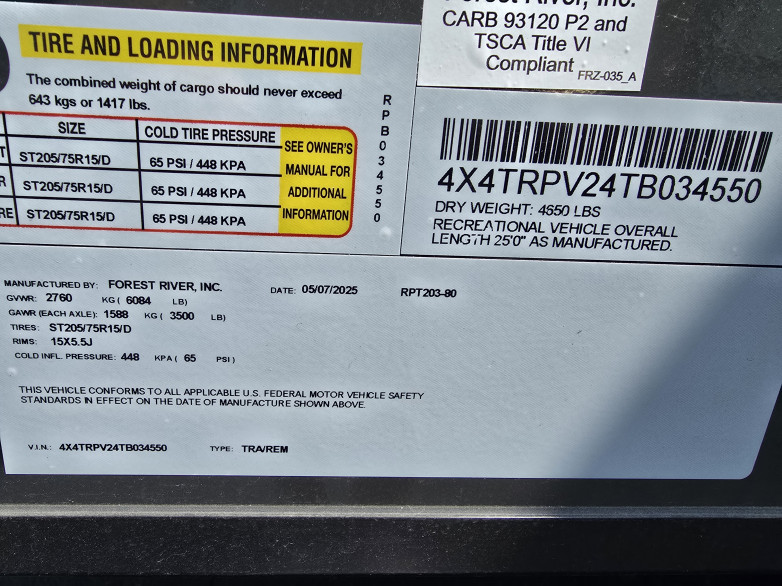 Forest River, Inc.
CARB 93120 P2 and
TSCA Title VI
Compliant
FRZ-035_A
TIRE AND LOADING INFORMATION
The combined weight of cargo should never exceed
643 kgs or 1417 lbs.
SIZE COLD TIRE PRESSURE SEE OWNER'S
T ST205/75R15/D 65 PSI / 448 KPA MANUAL FOR
R ST205/75R15/D 65 PSI / 448 KPA ADDITIONAL
RE ST205/75R15/D 65 PSI / 448 KPA INFORMATION
RPB034550
4X4TRPV24TB034550
DRY WEIGHT: 4650 LBS
RECREATIONAL VEHICLE OVERALL
LENGTH 25'0" AS MANUFACTURED.
MANUFACTURED BY: FOREST RIVER, INC. DATE: 05/07/2025 RPT203-80
GVWR: 2760 KG ( 6084 LB)
GAWR (EACH AXLE): 1588 KG ( 3500 LB)
TIRES: ST205/75R15/D
RIMS: 15X5.5J
COLD INFL. PRESSURE: 448 KPA ( 65 PSI )
THIS VEHICLE CONFORMS TO ALL APPLICABLE U.S. FEDERAL MOTOR VEHICLE SAFETY
STANDARDS IN EFFECT ON THE DATE OF MANUFACTURE SHOWN ABOVE.
V.I.N.: 4X4TRPV24TB034550 TYPE: TRA/REM